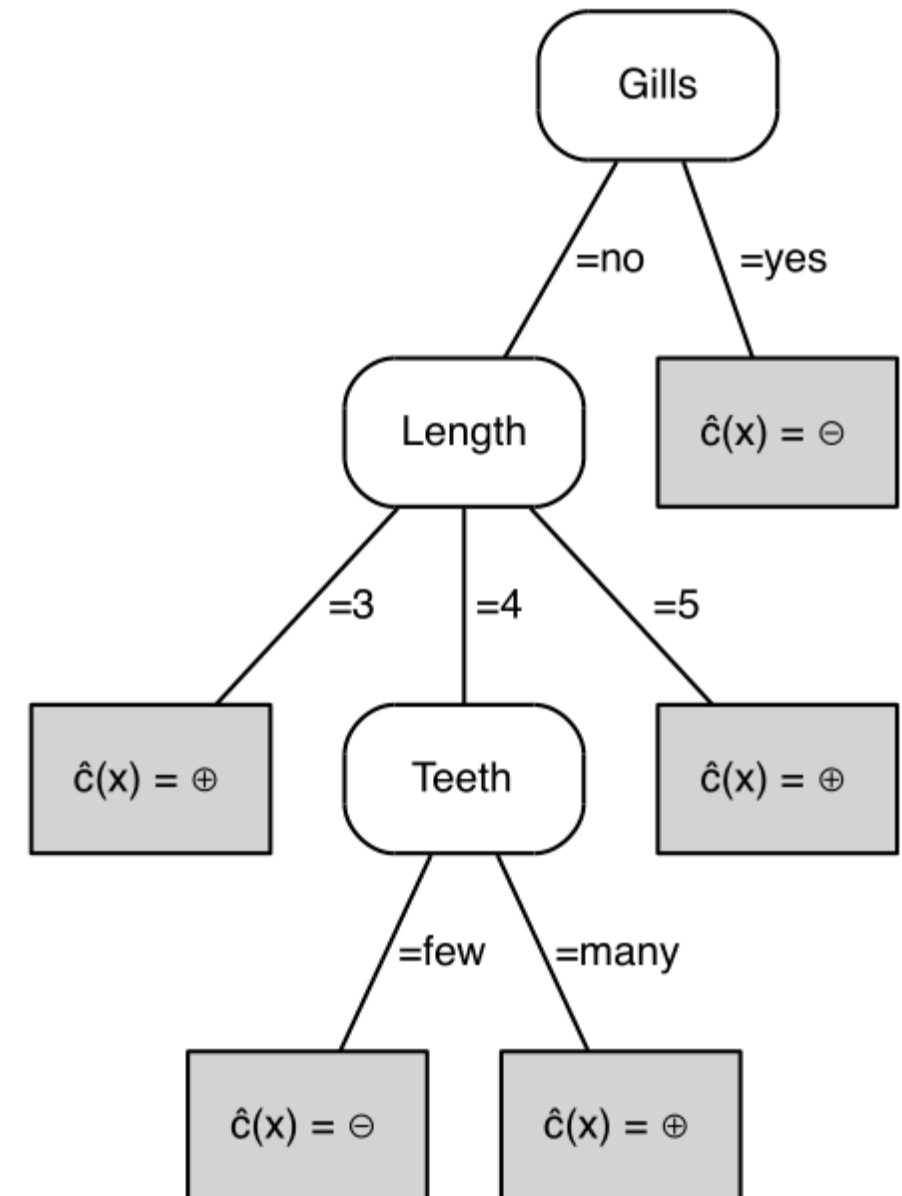 Gills
=no
=yes
Length
ĉ(x) = ⊖
=3
=4
=5
ĉ(x) = ⊕
Teeth
ĉ(x) = ⊕
=few
=many
ĉ(x) = ⊖
ĉ(x) = ⊕